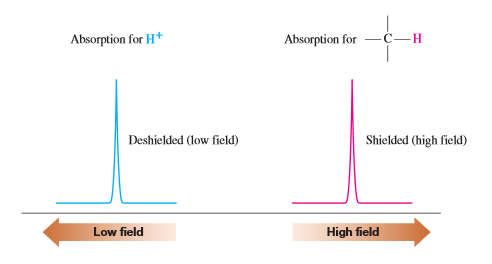 Absorption for H⁺
Absorption for —C—H
Deshielded (low field)
Shielded (high field)
Low field
High field